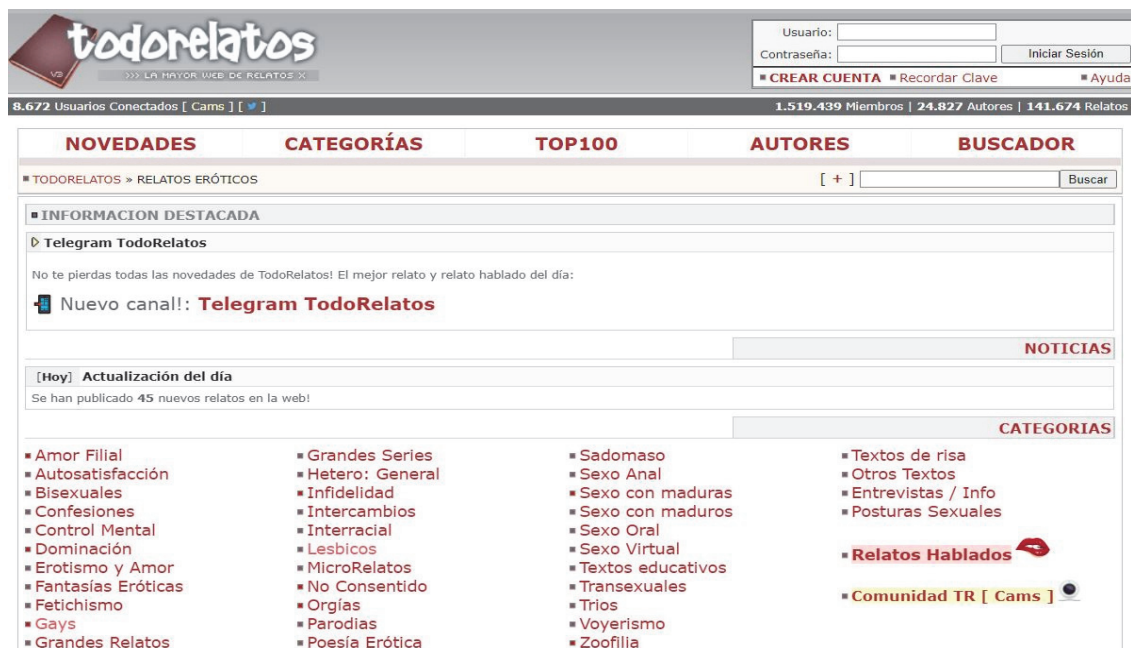 todorelatos
V3
>>> LA MAYOR WEB DE RELATOS X
Usuario:
Contraseña:
Iniciar Sesión
CREAR CUENTA Recordar Clave Ayuda
8.672 Usuarios Conectados [ Cams ] [ ]
1.519.439 Miembros | 24.827 Autores | 141.674 Relatos
NOVEDADES CATEGORÍAS TOP100 AUTORES BUSCADOR
TODORELATOS » RELATOS ERÓTICOS
[ + ] Buscar
INFORMACION DESTACADA
Telegram TodoRelatos
No te pierdas todas las novedades de TodoRelatos! El mejor relato y relato hablado del día:
Nuevo canal!: Telegram TodoRelatos
NOTICIAS
[Hoy] Actualización del día
Se han publicado 45 nuevos relatos en la web!
CATEGORIAS
Amor Filial
Autosatisfacción
Bisexuales
Confesiones
Control Mental
Dominación
Erotismo y Amor
Fantasías Eróticas
Fetichismo
Gays
Grandes Relatos
Grandes Series
Hetero: General
Infidelidad
Intercambios
Interracial
Lesbicos
MicroRelatos
No Consentido
Orgías
Parodias
Poesía Erótica
Sadomaso
Sexo Anal
Sexo con maduras
Sexo con maduros
Sexo Oral
Sexo Virtual
Textos educativos
Transexuales
Trios
Voyerismo
Zoofilia
Textos de risa
Otros Textos
Entrevistas / Info
Posturas Sexuales
Relatos Hablados
Comunidad TR [ Cams ]